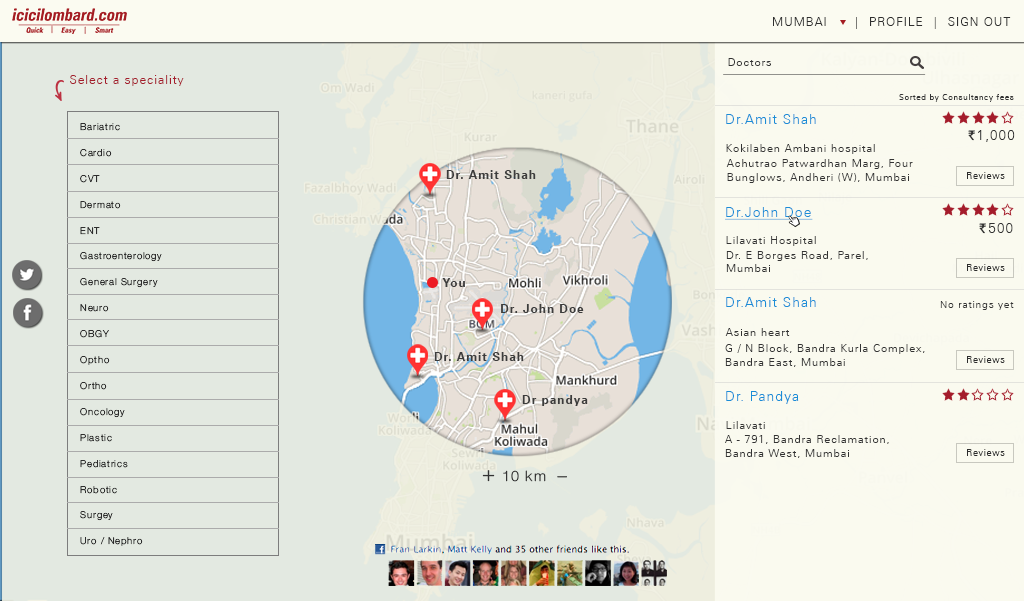 icicilombard.com
Quick | Easy | Smart
MUMBAI ▼ | PROFILE | SIGN OUT
Select a speciality
Bariatric
Cardio
CVT
Dermato
ENT
Gastroenterology
General Surgery
Neuro
OBGY
Optho
Ortho
Oncology
Plastic
Pediatrics
Robotic
Surgey
Uro / Nephro
Om Wadi
kaneri gufa
Thane
Kurar
Airoli
Fazalbhoy Wadi
Christian Wada
Dr. Amit Shah
You
Mohli
Vikhroli
Dr. John Doe
Dr. Amit Shah
Mankhurd
Dr pandya
Mahul
Koliwada
Koliwada
Koliwada
+ 10 km −
Nhava
Mumbai
Fran Larkin, Matt Kelly and 35 other friends like this.
Doctors
Sorted by Consultancy fees
Dr.Amit Shah
₹1,000
Kokilaben Ambani hospital
Achutrao Patwardhan Marg, Four
Bunglows, Andheri (W), Mumbai
Reviews
Dr.John Doe
₹500
Lilavati Hospital
Dr. E Borges Road, Parel,
Mumbai
Reviews
Dr.Amit Shah
No ratings yet
Asian heart
G / N Block, Bandra Kurla Complex,
Bandra East, Mumbai
Reviews
Dr. Pandya
Lilavati
A - 791, Bandra Reclamation,
Bandra West, Mumbai
Reviews